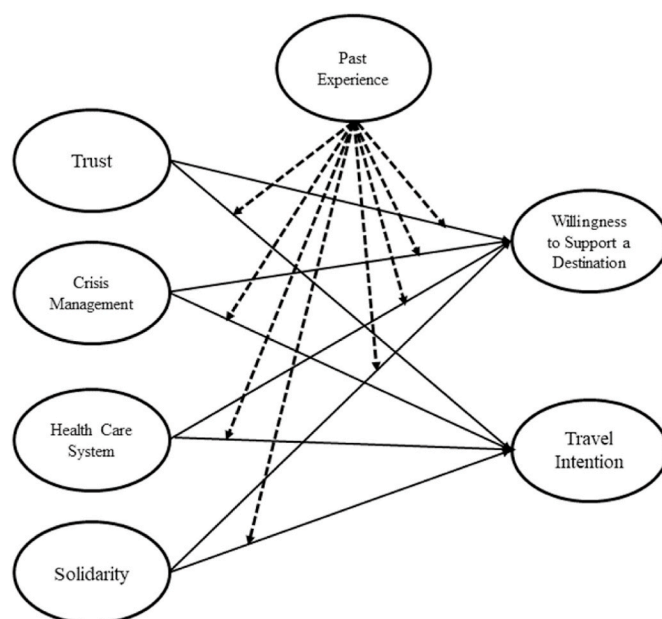 Past
Experience
Trust
Willingness
to Support a
Destination
Crisis
Management
Health Care
System
Travel
Intention
Solidarity